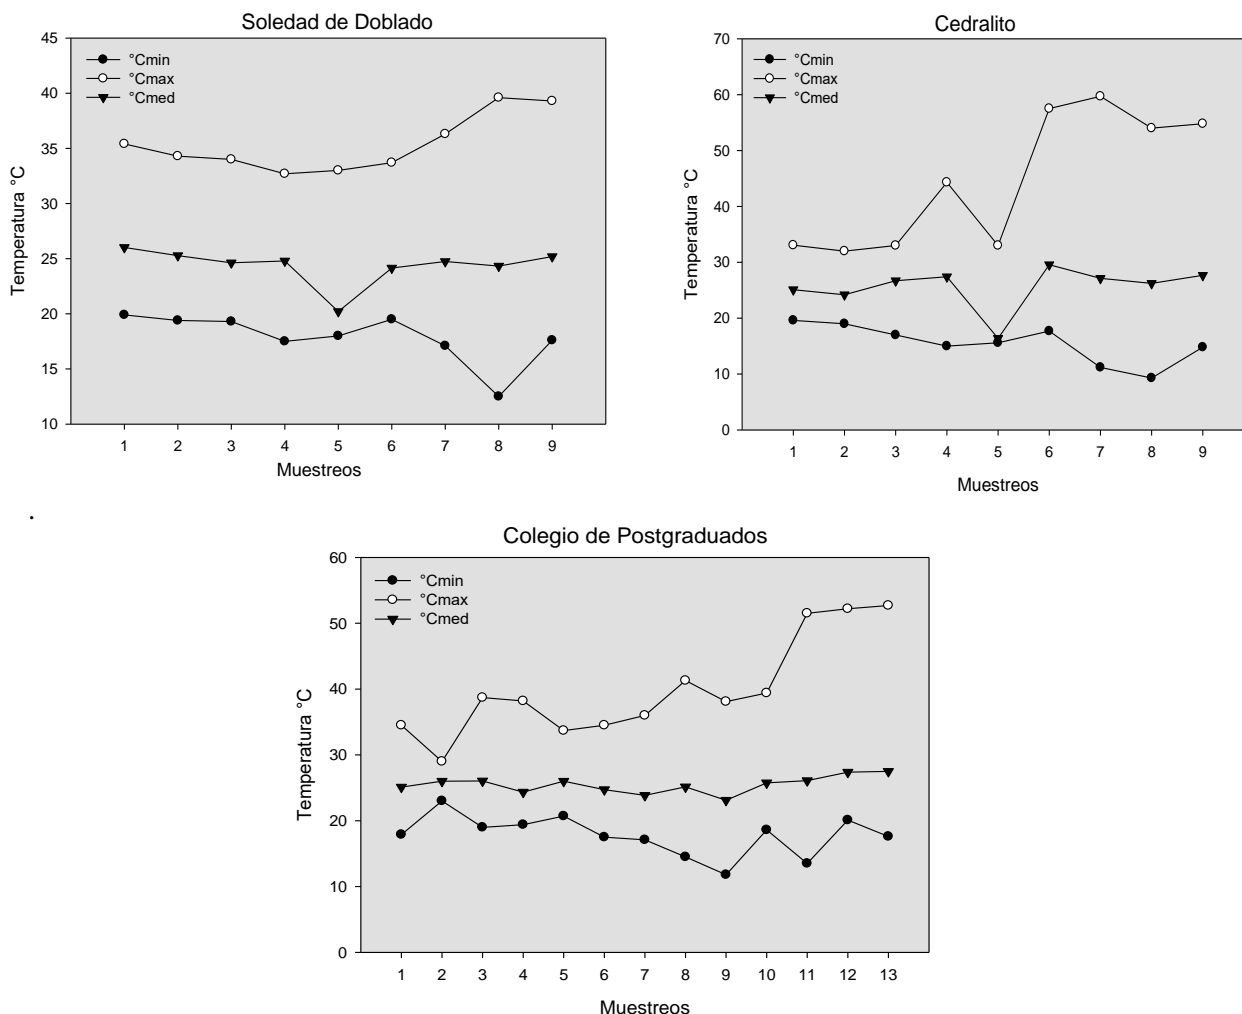 Soledad de Doblado
45
40
35
30
25
20
15
10
Temperatura °C
°Cmin
°Cmax
°Cmed
1 2 3 4 5 6 7 8 9
Muestreos
Cedralito
70
60
50
40
30
20
10
0
Temperatura °C
°Cmin
°Cmax
°Cmed
1 2 3 4 5 6 7 8 9
Muestreos
.
Colegio de Postgraduados
60
50
40
30
20
10
0
Temperatura °C
°Cmin
°Cmax
°Cmed
1 2 3 4 5 6 7 8 9 10 11 12 13
Muestreos